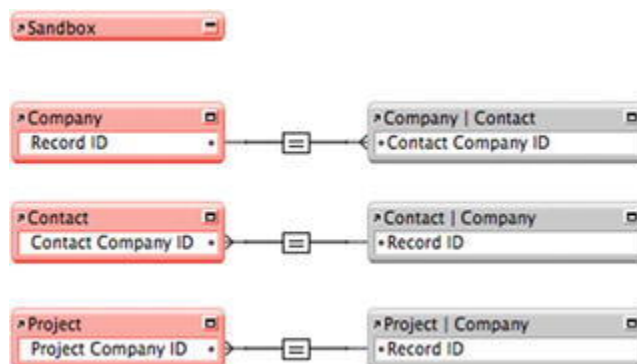 Sandbox
Company
Company | Contact
Record ID
Contact Company ID
Contact
Contact | Company
Contact Company ID
Record ID
Project
Project | Company
Project Company ID
Record ID